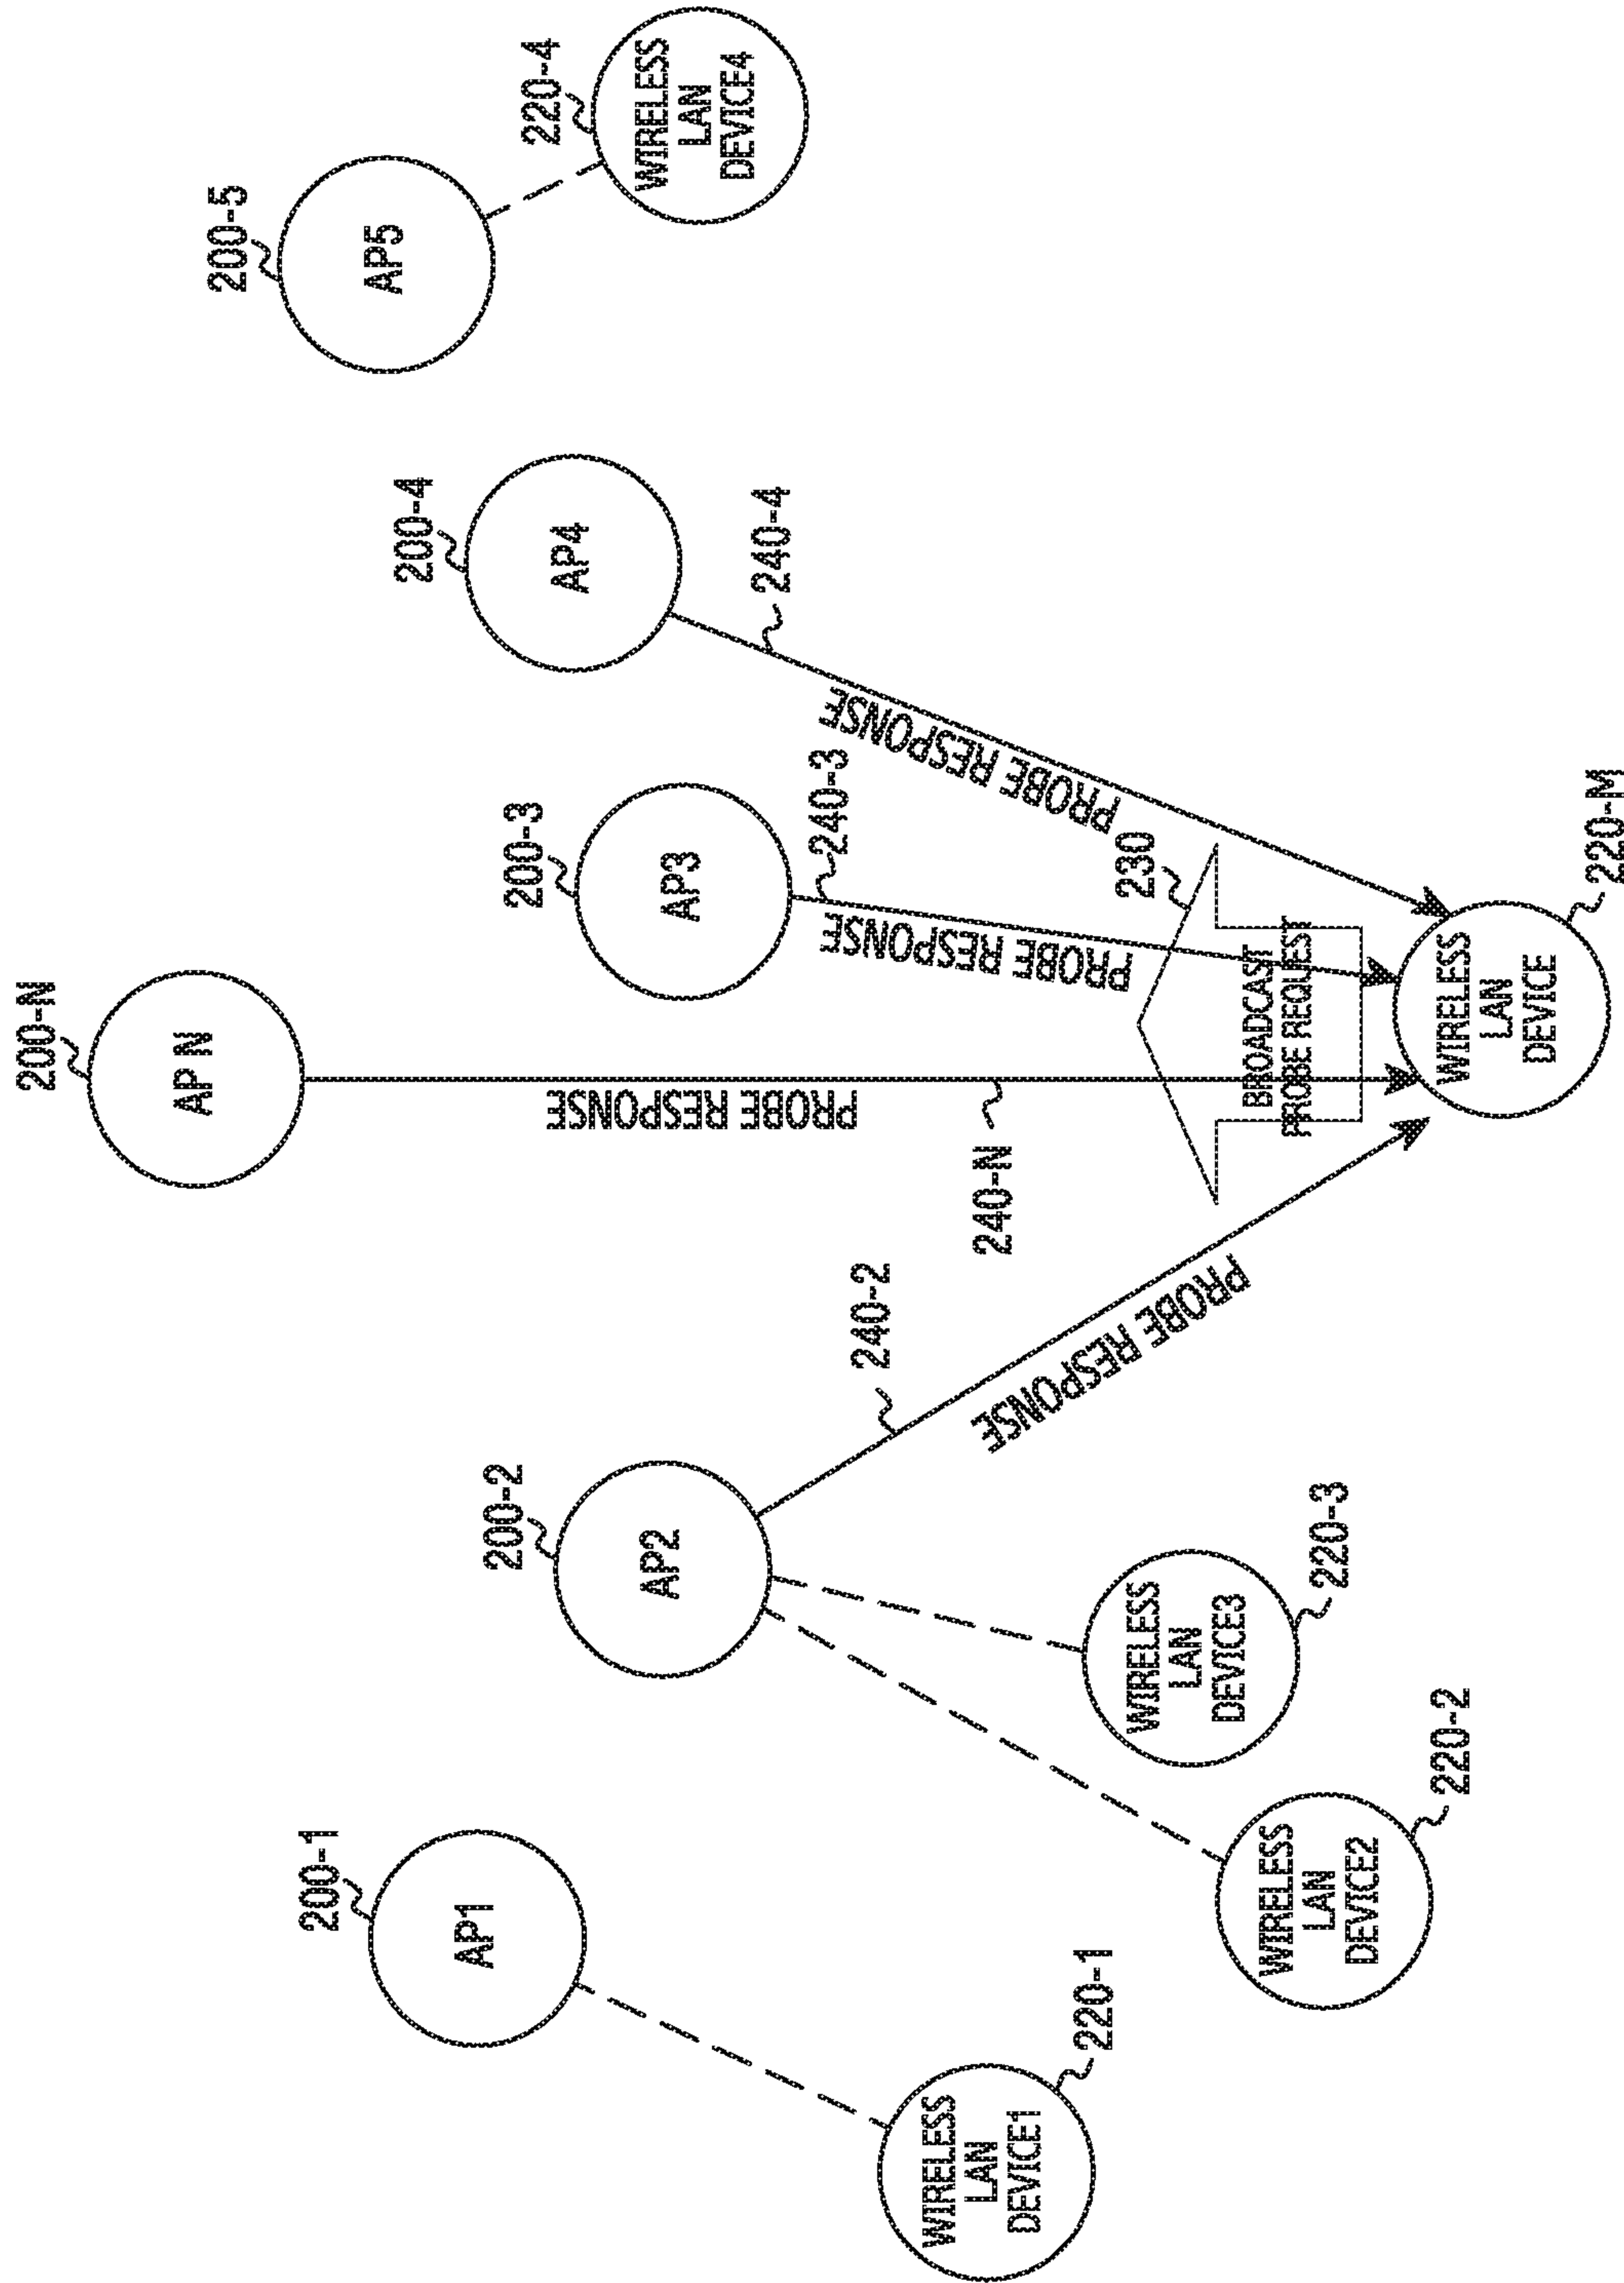 200-N
AP N
200-1
AP1
200-2
AP2
200-3
AP3
200-4
AP4
200-5
AP5
220-4
WIRELESS
LAN
DEVICE4
240-2
PROBE RESPONSE
PROBE RESPONSE
240-N
240-3
PROBE RESPONSE
240-4
PROBE RESPONSE
230
BROADCAST
PROBE REQUEST
WIRELESS
LAN
DEVICE1
220-1
WIRELESS
LAN
DEVICE2
220-2
WIRELESS
LAN
DEVICE3
220-3
WIRELESS
LAN
DEVICE
220-M